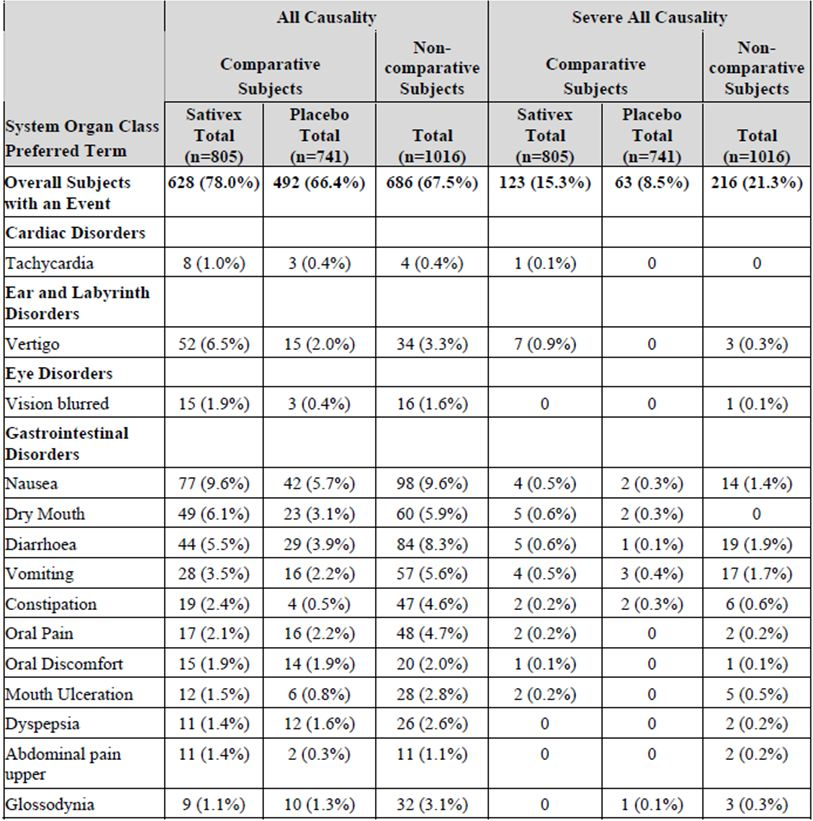 All Causality Severe All Causality
Comparative Subjects Non-comparative Subjects Comparative Subjects Non-comparative Subjects
System Organ Class Preferred Term Sativex Total (n=805) Placebo Total (n=741) Total (n=1016) Sativex Total (n=805) Placebo Total (n=741) Total (n=1016)
Overall Subjects with an Event 628 (78.0%) 492 (66.4%) 686 (67.5%) 123 (15.3%) 63 (8.5%) 216 (21.3%)
Cardiac Disorders
Tachycardia 8 (1.0%) 3 (0.4%) 4 (0.4%) 1 (0.1%) 0 0
Ear and Labyrinth Disorders
Vertigo 52 (6.5%) 15 (2.0%) 34 (3.3%) 7 (0.9%) 0 3 (0.3%)
Eye Disorders
Vision blurred 15 (1.9%) 3 (0.4%) 16 (1.6%) 0 0 1 (0.1%)
Gastrointestinal Disorders
Nausea 77 (9.6%) 42 (5.7%) 98 (9.6%) 4 (0.5%) 2 (0.3%) 14 (1.4%)
Dry Mouth 49 (6.1%) 23 (3.1%) 60 (5.9%) 5 (0.6%) 2 (0.3%) 0
Diarrhoea 44 (5.5%) 29 (3.9%) 84 (8.3%) 5 (0.6%) 1 (0.1%) 19 (1.9%)
Vomiting 28 (3.5%) 16 (2.2%) 57 (5.6%) 4 (0.5%) 3 (0.4%) 17 (1.7%)
Constipation 19 (2.4%) 4 (0.5%) 47 (4.6%) 2 (0.2%) 2 (0.3%) 6 (0.6%)
Oral Pain 17 (2.1%) 16 (2.2%) 48 (4.7%) 2 (0.2%) 0 2 (0.2%)
Oral Discomfort 15 (1.9%) 14 (1.9%) 20 (2.0%) 1 (0.1%) 0 1 (0.1%)
Mouth Ulceration 12 (1.5%) 6 (0.8%) 28 (2.8%) 2 (0.2%) 0 5 (0.5%)
Dyspepsia 11 (1.4%) 12 (1.6%) 26 (2.6%) 0 0 2 (0.2%)
Abdominal pain upper 11 (1.4%) 2 (0.3%) 11 (1.1%) 0 0 2 (0.2%)
Glossodynia 9 (1.1%) 10 (1.3%) 32 (3.1%) 0 1 (0.1%) 3 (0.3%)